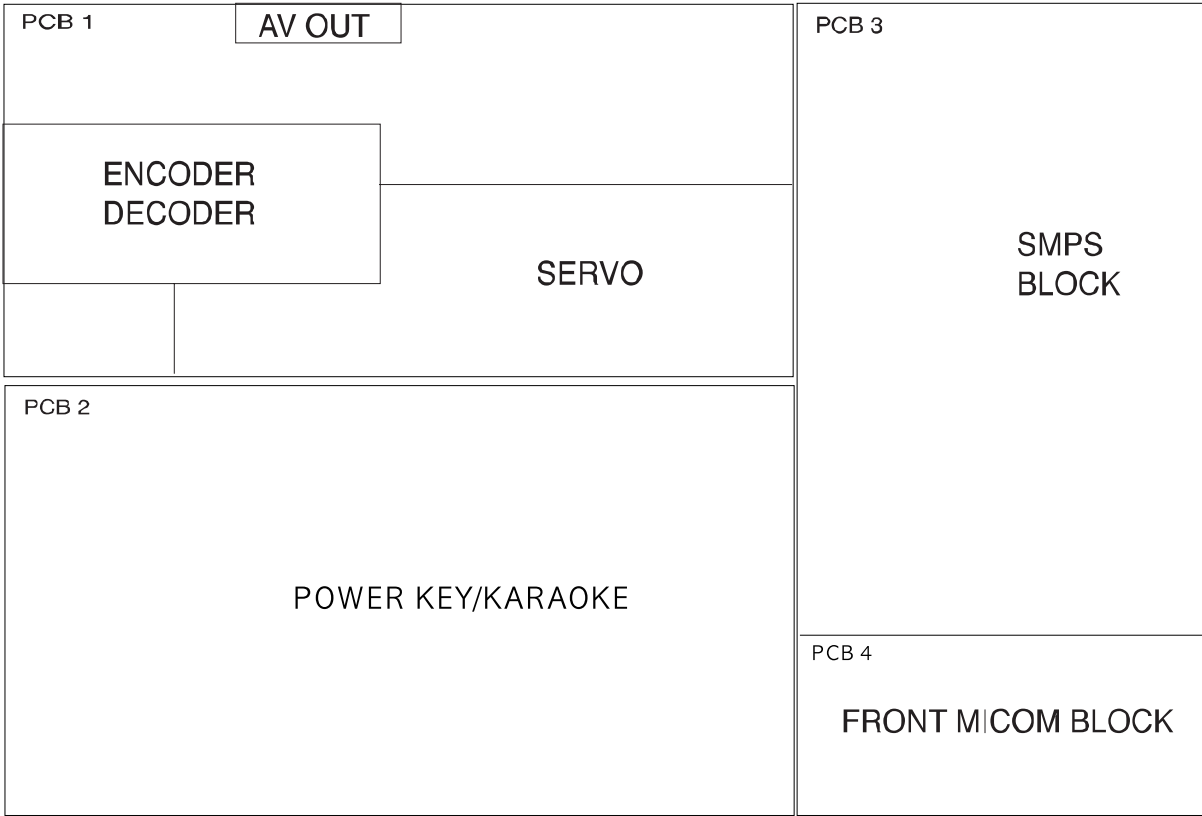 PCB 1
AV OUT
ENCODER
DECODER
SERVO
PCB 2
POWER KEY/KARAOKE
PCB 3
SMPS
BLOCK
PCB 4
FRONT MICOM BLOCK